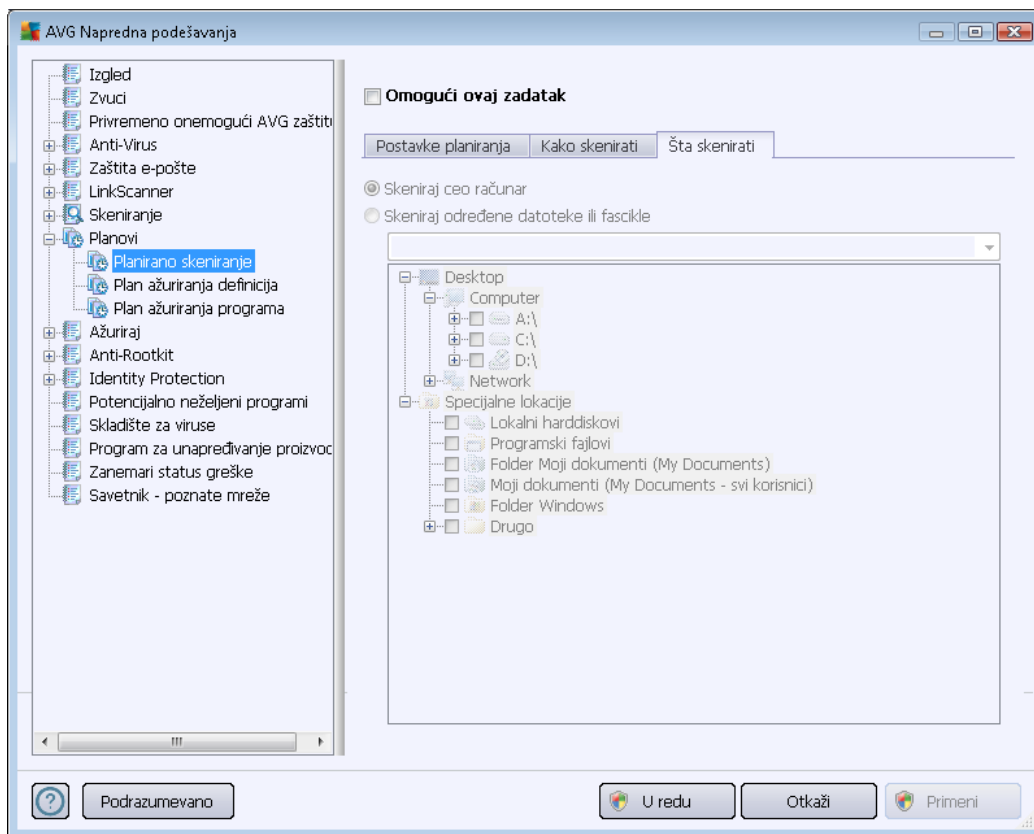 AVG Napredna podešavanja
Izgled
Zvuci
Privremeno onemogući AVG zaštitu
Anti-Virus
Zaštita e-pošte
LinkScanner
Skeniranje
Planovi
Planirano skeniranje
Plan ažuriranja definicija
Plan ažuriranja programa
Ažuriraj
Anti-Rootkit
Identity Protection
Potencijalno neželjeni programi
Skladište za viruse
Program za unapređivanje proizvoc
Zanemari status greške
Savetnik - poznate mreže
Omogući ovaj zadatak
Postavke planiranja
Kako skenirati
Šta skenirati
Skeniraj ceo računar
Skeniraj određene datoteke ili fascikle
Desktop
Computer
A:\
C:\
D:\
Network
Specijalne lokacije
Lokalni harddiskovi
Programski fajlovi
Folder Moji dokumenti (My Documents)
Moji dokumenti (My Documents - svi korisnici)
Folder Windows
Drugo
Podrazumevano
U redu
Otkaži
Primeni